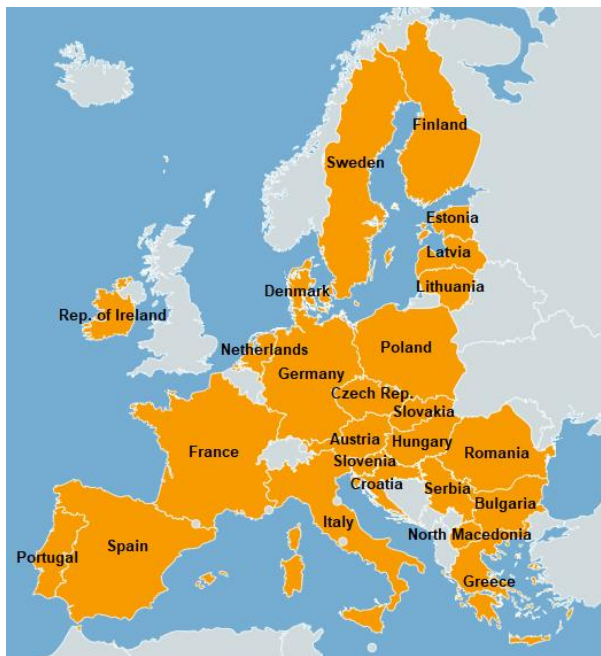 Finland
Sweden
Estonia
Latvia
Denmark
Lithuania
Rep. of Ireland
Netherlands
Poland
Germany
Czech Rep.
Slovakia
Austria
Hungary
France
Romania
Slovenia
Croatia
Serbia
Bulgaria
Italy
North Macedonia
Portugal
Spain
Greece